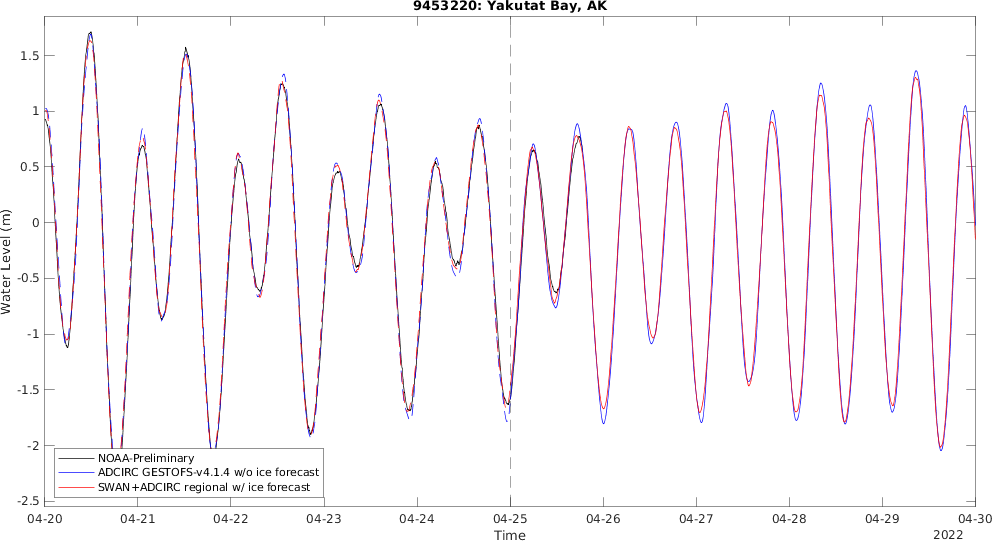 9453220: Yakutat Bay, AK
Water Level (m)
1.5
1
0.5
0
-0.5
-1
-1.5
-2
-2.5
NOAA-Preliminary
ADCIRC GESTOFS-v4.1.4 w/o ice forecast
SWAN+ADCIRC regional w/ ice forecast
04-20 04-21 04-22 04-23 04-24 04-25 04-26 04-27 04-28 04-29 04-30
Time
2022